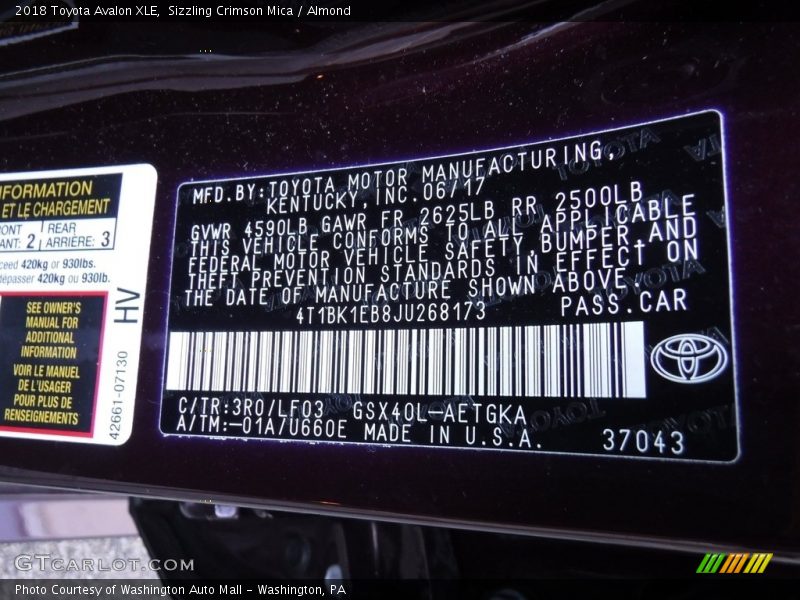 2018 Toyota Avalon XLE,  Sizzling Crimson Mica / Almond
NFORMATION
ET LE CHARGEMENT
RONT
ANT: 2
REAR
ARRIÈRE: 3
ceed 420kg or 930lbs.
dépasser 420kg ou 930lb.
SEE OWNER'S
MANUAL FOR
ADDITIONAL
INFORMATION
VOIR LE MANUEL
DE L'USAGER
POUR PLUS DE
RENSEIGNEMENTS
HV
42661-07130
MFD.BY:TOYOTA MOTOR MANUFACTURING,
KENTUCKY,INC.06/17
GVWR 4590LB GAWR FR 2625LB RR 2500LB
THIS VEHICLE CONFORMS TO ALL APPLICABLE
FEDERAL MOTOR VEHICLE SAFETY, BUMPER, AND
THEFT PREVENTION STANDARDS IN EFFECT ON
THE DATE OF MANUFACTURE SHOWN ABOVE.
4T1BK1EB8JU268173 PASS.CAR
C/TR:3R0/LF03 GSX40L-AETGKA
A/TM:-01A/U660E MADE IN U.S.A.
37043
GTCARLOT.COM
Photo Courtesy of Washington Auto Mall - Washington, PA